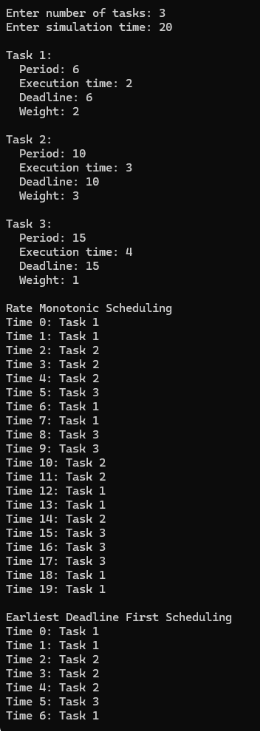 Enter number of tasks: 3
Enter simulation time: 20
Task 1:
Period: 6
Execution time: 2
Deadline: 6
Weight: 2
Task 2:
Period: 10
Execution time: 3
Deadline: 10
Weight: 3
Task 3:
Period: 15
Execution time: 4
Deadline: 15
Weight: 1
Rate Monotonic Scheduling
Time 0: Task 1
Time 1: Task 1
Time 2: Task 2
Time 3: Task 2
Time 4: Task 2
Time 5: Task 3
Time 6: Task 1
Time 7: Task 1
Time 8: Task 3
Time 9: Task 3
Time 10: Task 2
Time 11: Task 2
Time 12: Task 1
Time 13: Task 1
Time 14: Task 2
Time 15: Task 3
Time 16: Task 3
Time 17: Task 3
Time 18: Task 1
Time 19: Task 1
Earliest Deadline First Scheduling
Time 0: Task 1
Time 1: Task 1
Time 2: Task 2
Time 3: Task 2
Time 4: Task 2
Time 5: Task 3
Time 6: Task 1